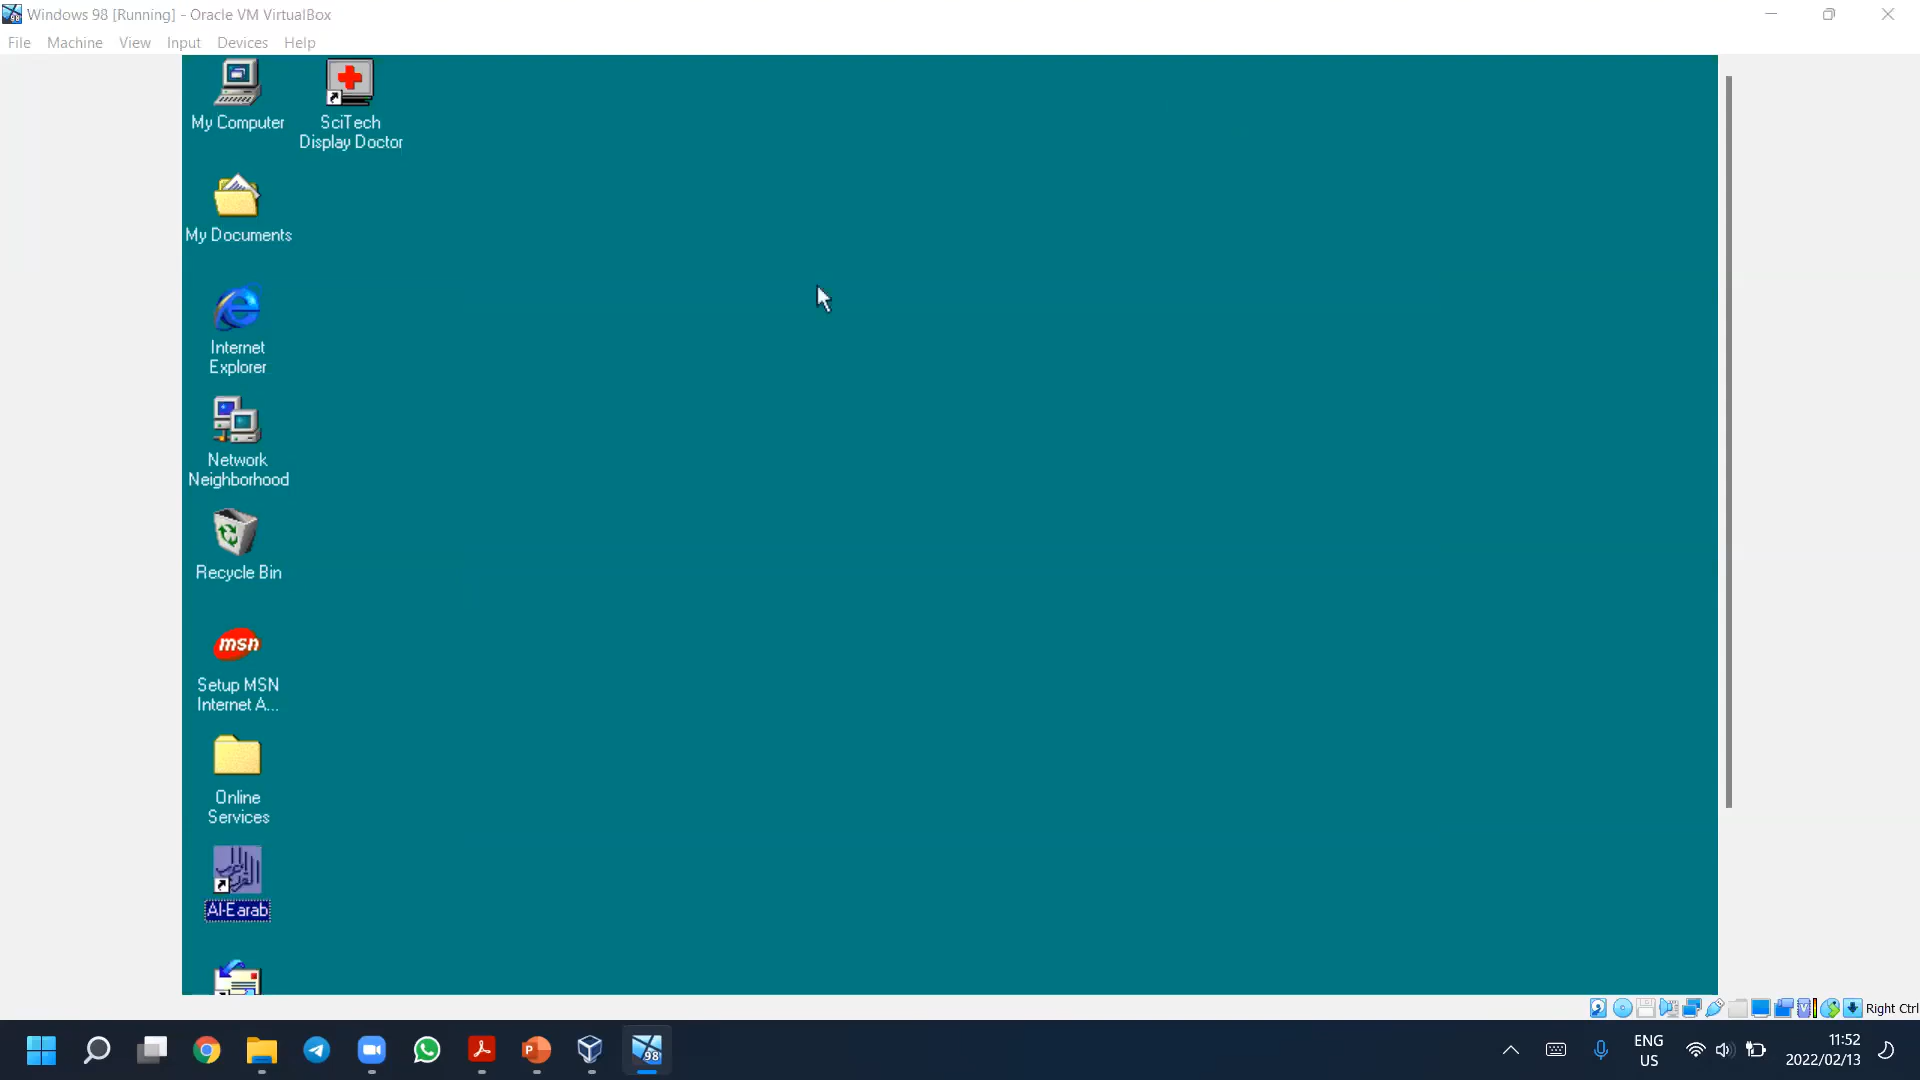 Windows 98 [Running] - Oracle VM VirtualBox
File Machine View Input Devices Help
My Computer
SciTech
Display Doctor
My Documents
Internet
Explorer
Network
Neighborhood
Recycle Bin
msn
Setup MSN
Internet A...
Online
Services
Al-Earab
Right Ctrl
98
ENG
US
11:52
2022/02/13